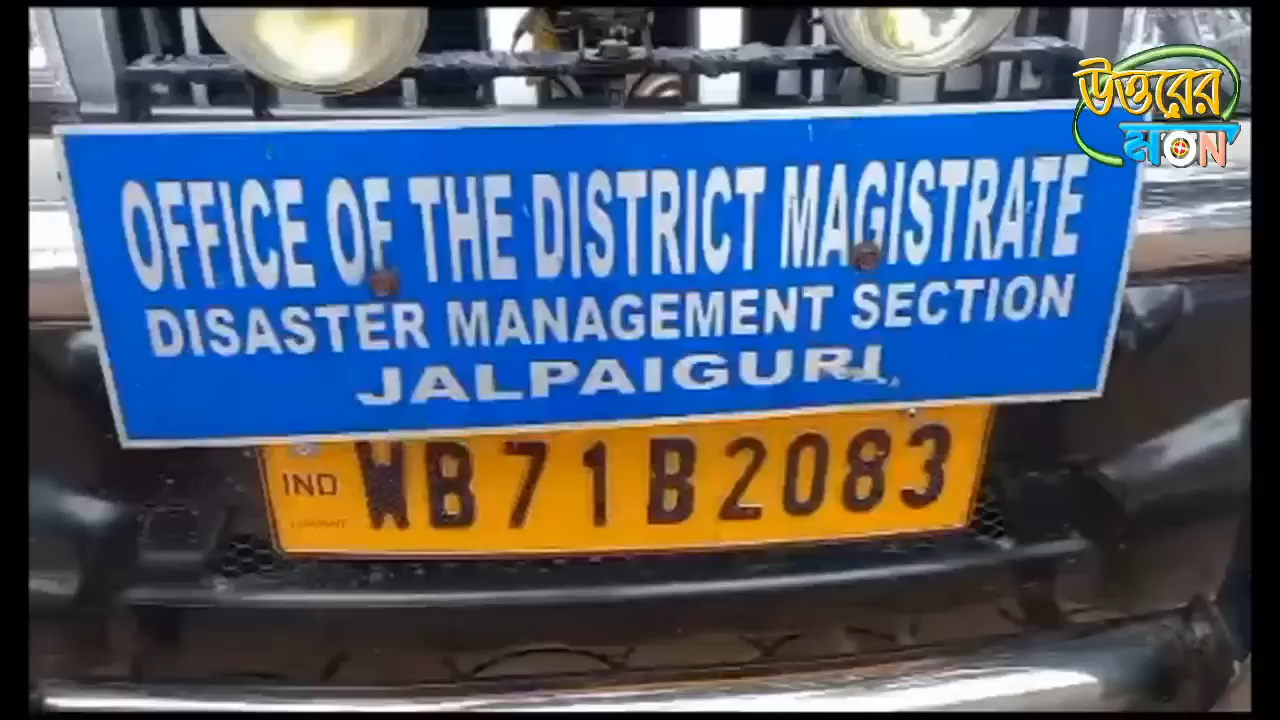 উত্তরের
মন
OFFICE OF THE DISTRICT MAGISTRATE
DISASTER MANAGEMENT SECTION
JALPAIGURI
IND
WB71B2083